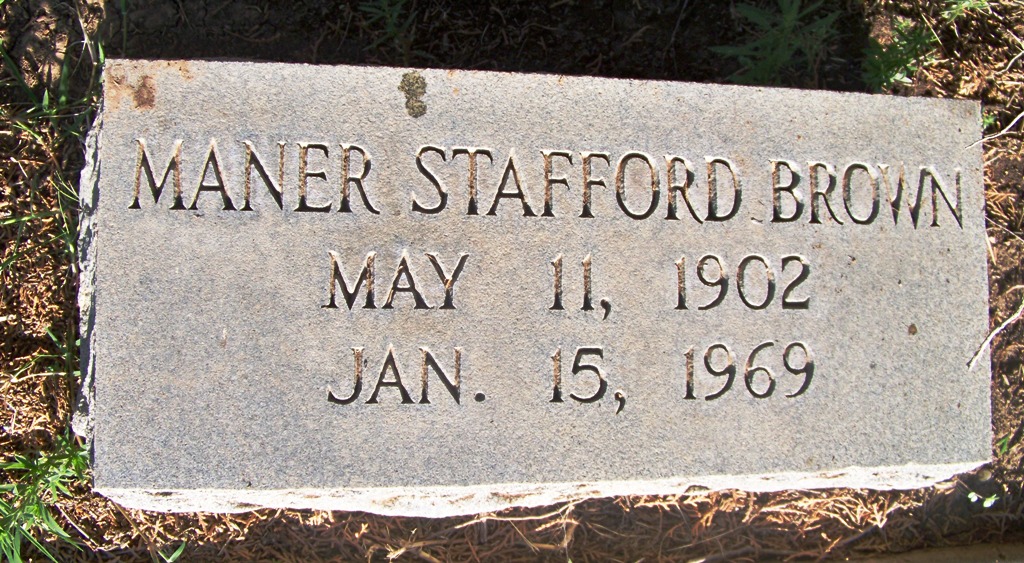 MANER STAFFORD BROWN
MAY 11, 1902
JAN. 15, 1969